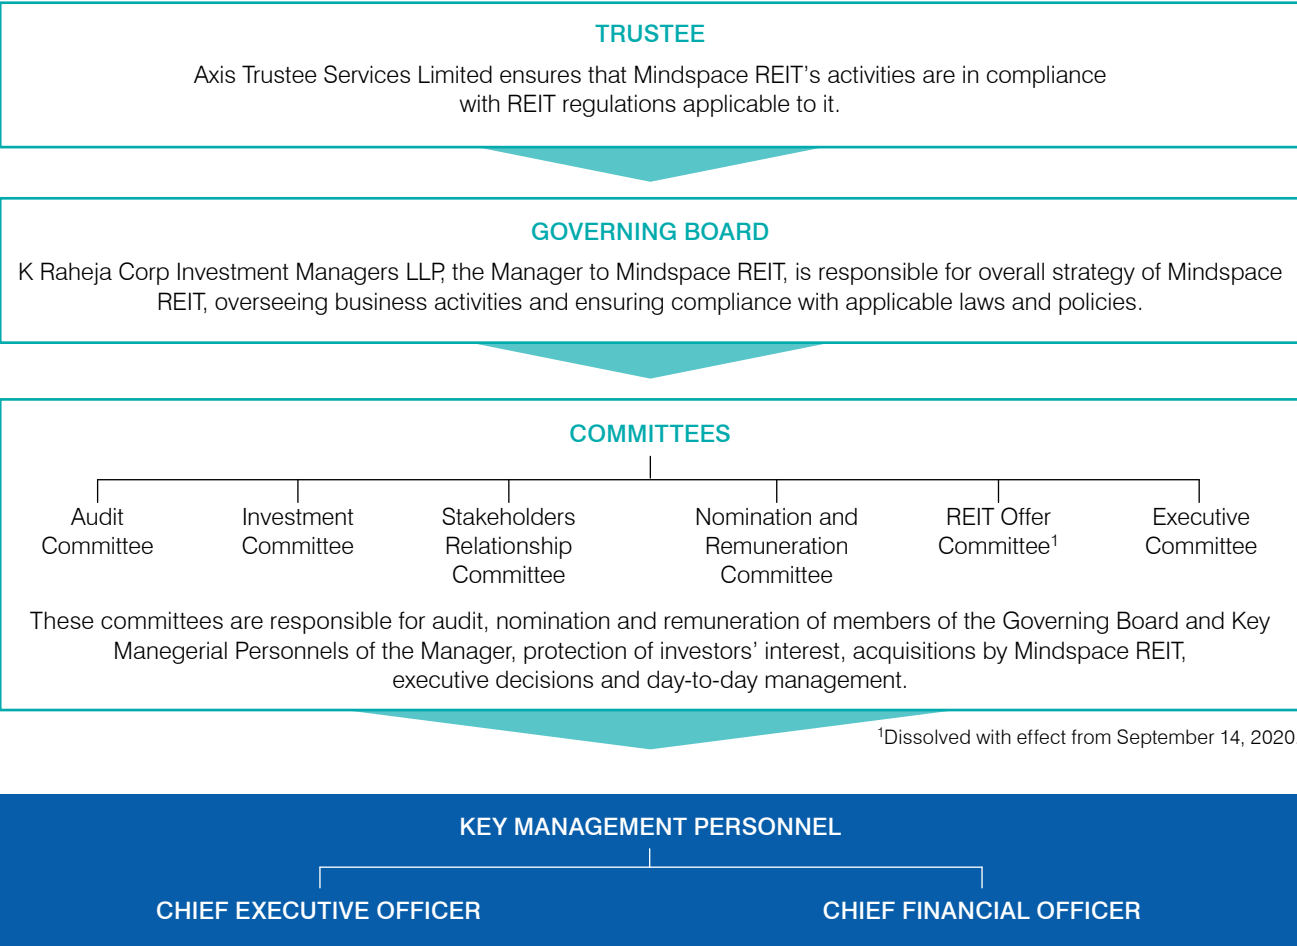 TRUSTEE
Axis Trustee Services Limited ensures that Mindspace REIT's activities are in compliance
with REIT regulations applicable to it.
GOVERNING BOARD
K Raheja Corp Investment Managers LLP, the Manager to Mindspace REIT, is responsible for overall strategy of Mindspace
REIT, overseeing business activities and ensuring compliance with applicable laws and policies.
COMMITTEES
Audit
Committee
Investment
Committee
Stakeholders
Relationship
Committee
Nomination and
Remuneration
Committee
REIT Offer
Committee¹
Executive
Committee
These committees are responsible for audit, nomination and remuneration of members of the Governing Board and Key
Manegerial Personnels of the Manager, protection of investors' interest, acquisitions by Mindspace REIT,
executive decisions and day-to-day management.
¹Dissolved with effect from September 14, 2020.
KEY MANAGEMENT PERSONNEL
CHIEF EXECUTIVE OFFICER
CHIEF FINANCIAL OFFICER